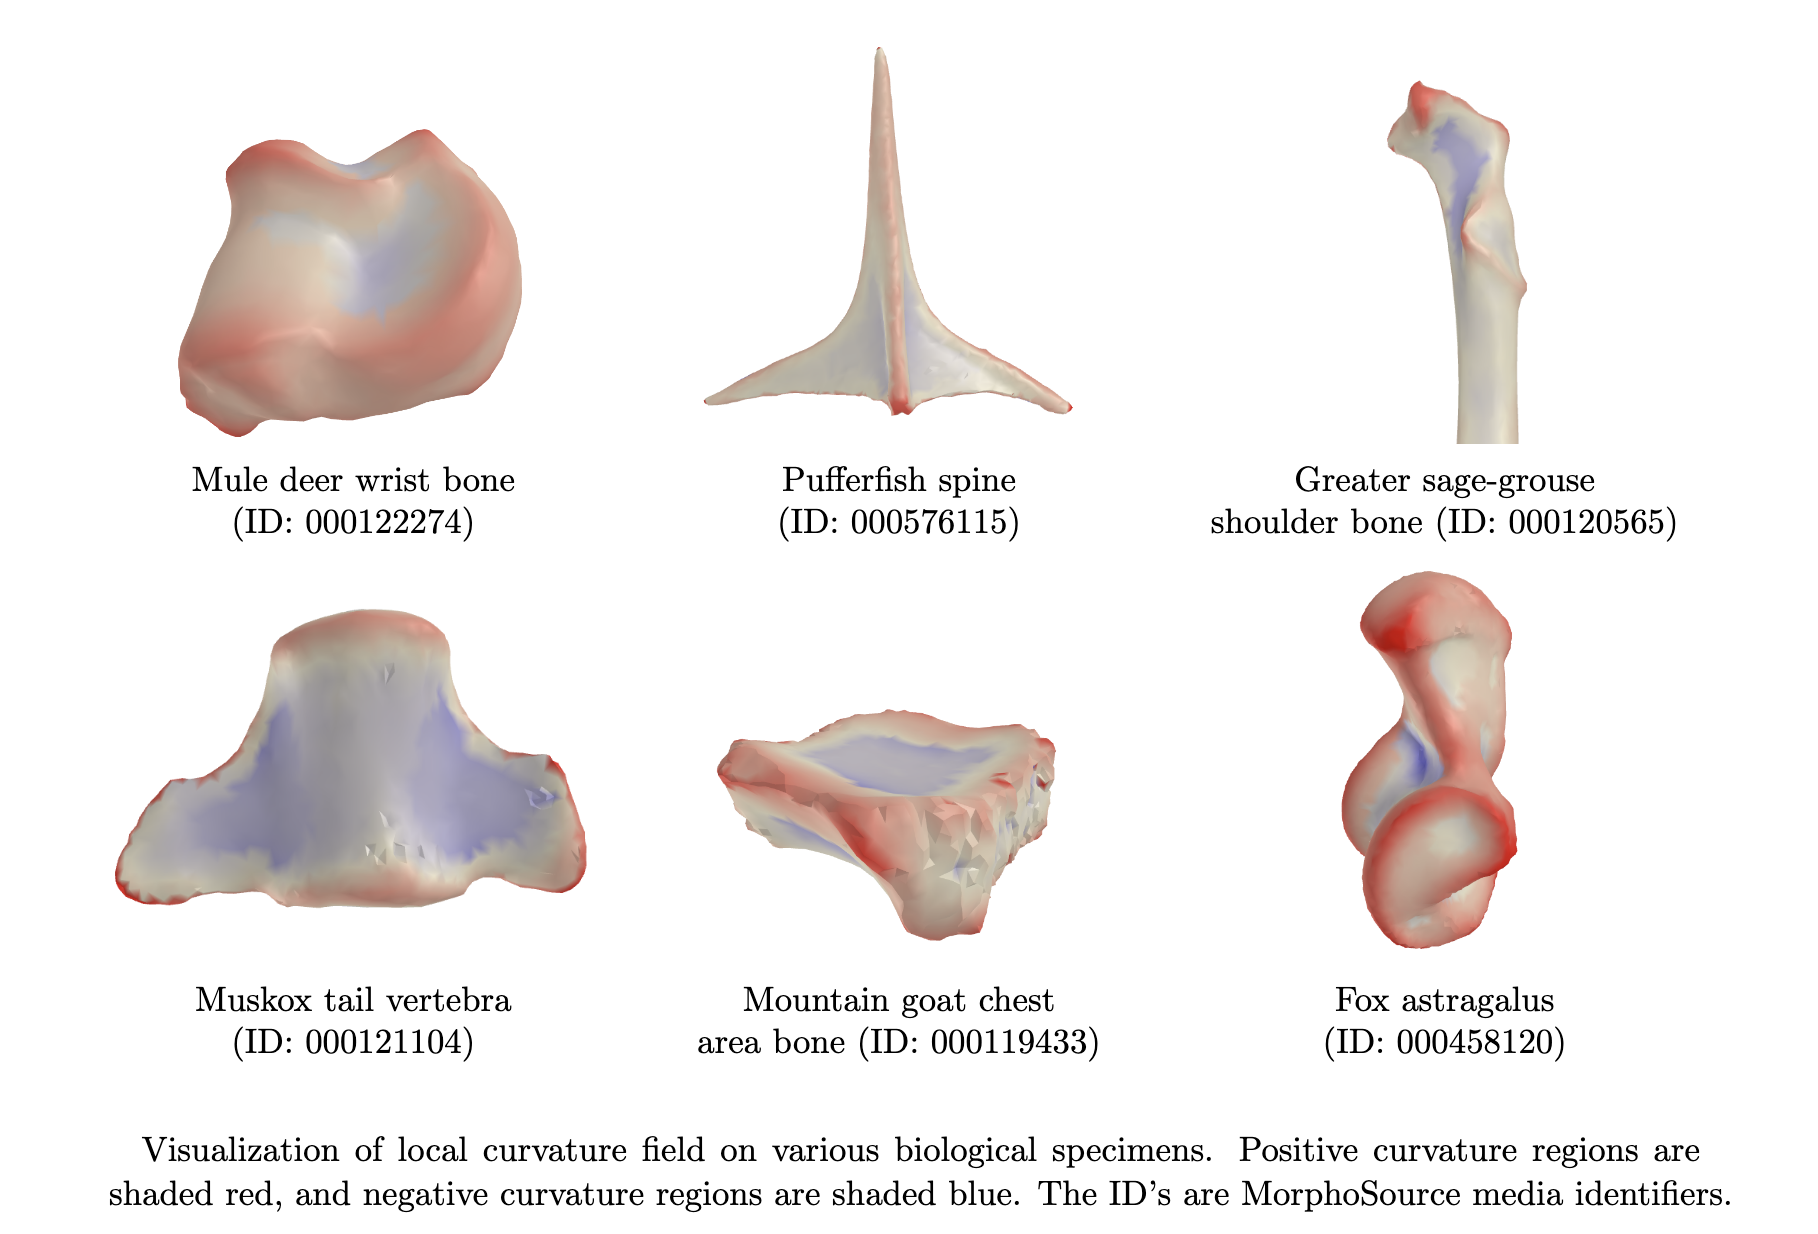 Mule deer wrist bone
(ID: 000122274)
Pufferfish spine
(ID: 000576115)
Greater sage-grouse
shoulder bone (ID: 000120565)
Muskox tail vertebra
(ID: 000121104)
Mountain goat chest
area bone (ID: 000119433)
Fox astragalus
(ID: 000458120)
Visualization of local curvature field on various biological specimens. Positive curvature regions are
shaded red, and negative curvature regions are shaded blue. The ID's are MorphoSource media identifiers.